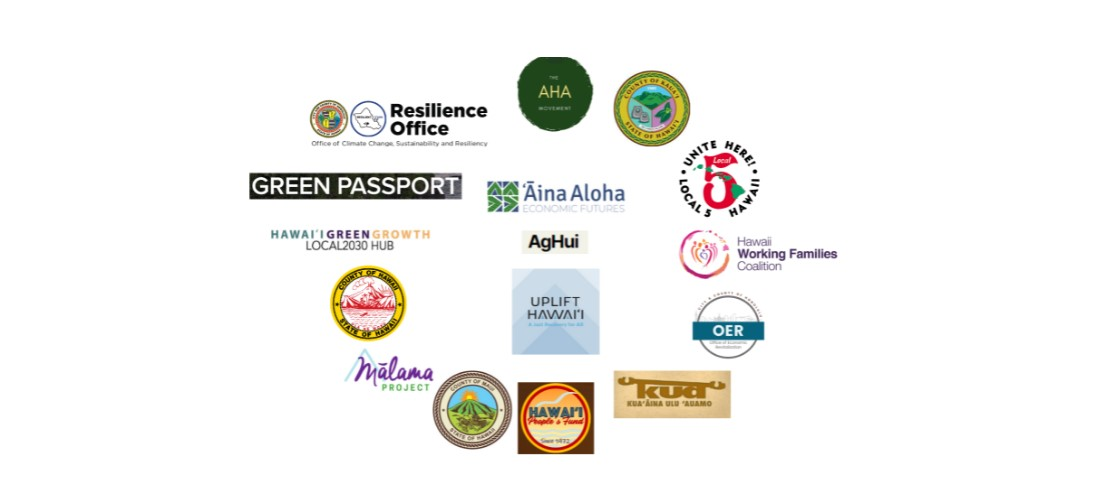 THE
AHA
MOVEMENT
COUNTY OF KAUA'I
STATE OF HAWAI'I
Resilience
Office
Office of Climate Change, Sustainability and Resiliency
UNITE HERE!
Local
5
LOCAL 5 HAWAII
GREEN PASSPORT
'Āina Aloha
ECONOMIC FUTURES
HAWAI'I GREEN GROWTH
LOCAL2030 HUB
AgHui
Hawaii
Working Families
Coalition
COUNTY OF HAWAII
STATE OF HAWAII
UPLIFT
HAWAI'I
OER
Office of Economic
Revitalization
Mālama
PROJECT
COUNTY OF MAUI
STATE OF HAWAII
HAWAI'I
People's Fund
Since 1972
kua
KUA'ĀINA ULU 'AUAMO